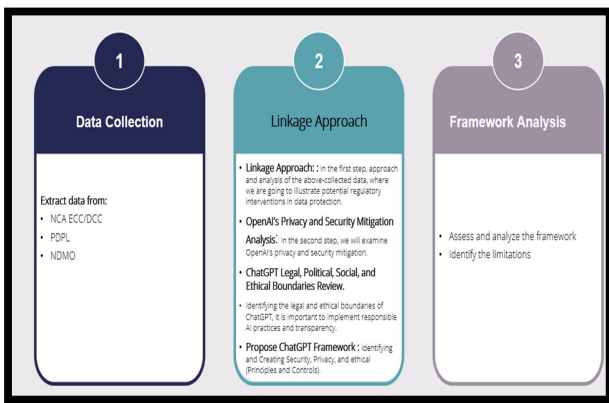 1
Data Collection
Extract data from:
• NCA ECC/DCC
• PDPL
• NDMO
2
Linkage Approach
• Linkage Approach: : In the first step, approach
and analysis of the above-collected data, where
we are going to illustrate potential regulatory
interventions in data protection.
• OpenAI's Privacy and Security Mitigation
Analysis: In the second step, we will examine
OpenAI's privacy and security mitigation.
• ChatGPT Legal, Political, Social, and
Ethical Boundaries Review.
• Identifying the legal and ethical boundaries of
ChatGPT, it is important to implement responsible
AI practices and transparency.
• Propose ChatGPT Framework : Identifying
and Creating Security, Privacy, and ethical
(Principles and Controls).
3
Framework Analysis
• Assess and analyze the framework
• Identify the limitations